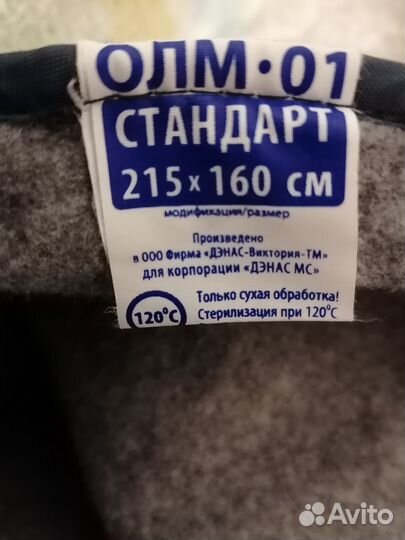 ОЛМ·01
СТАНДАРТ
215 х 160 СМ
модификация/размер
Произведено
в ООО Фирма «ДЭНАС-Виктория-ТМ»
для корпорации «ДЭНАС МС»
Только сухая обработка!
120°С Стерилизация при 120°С
Avito